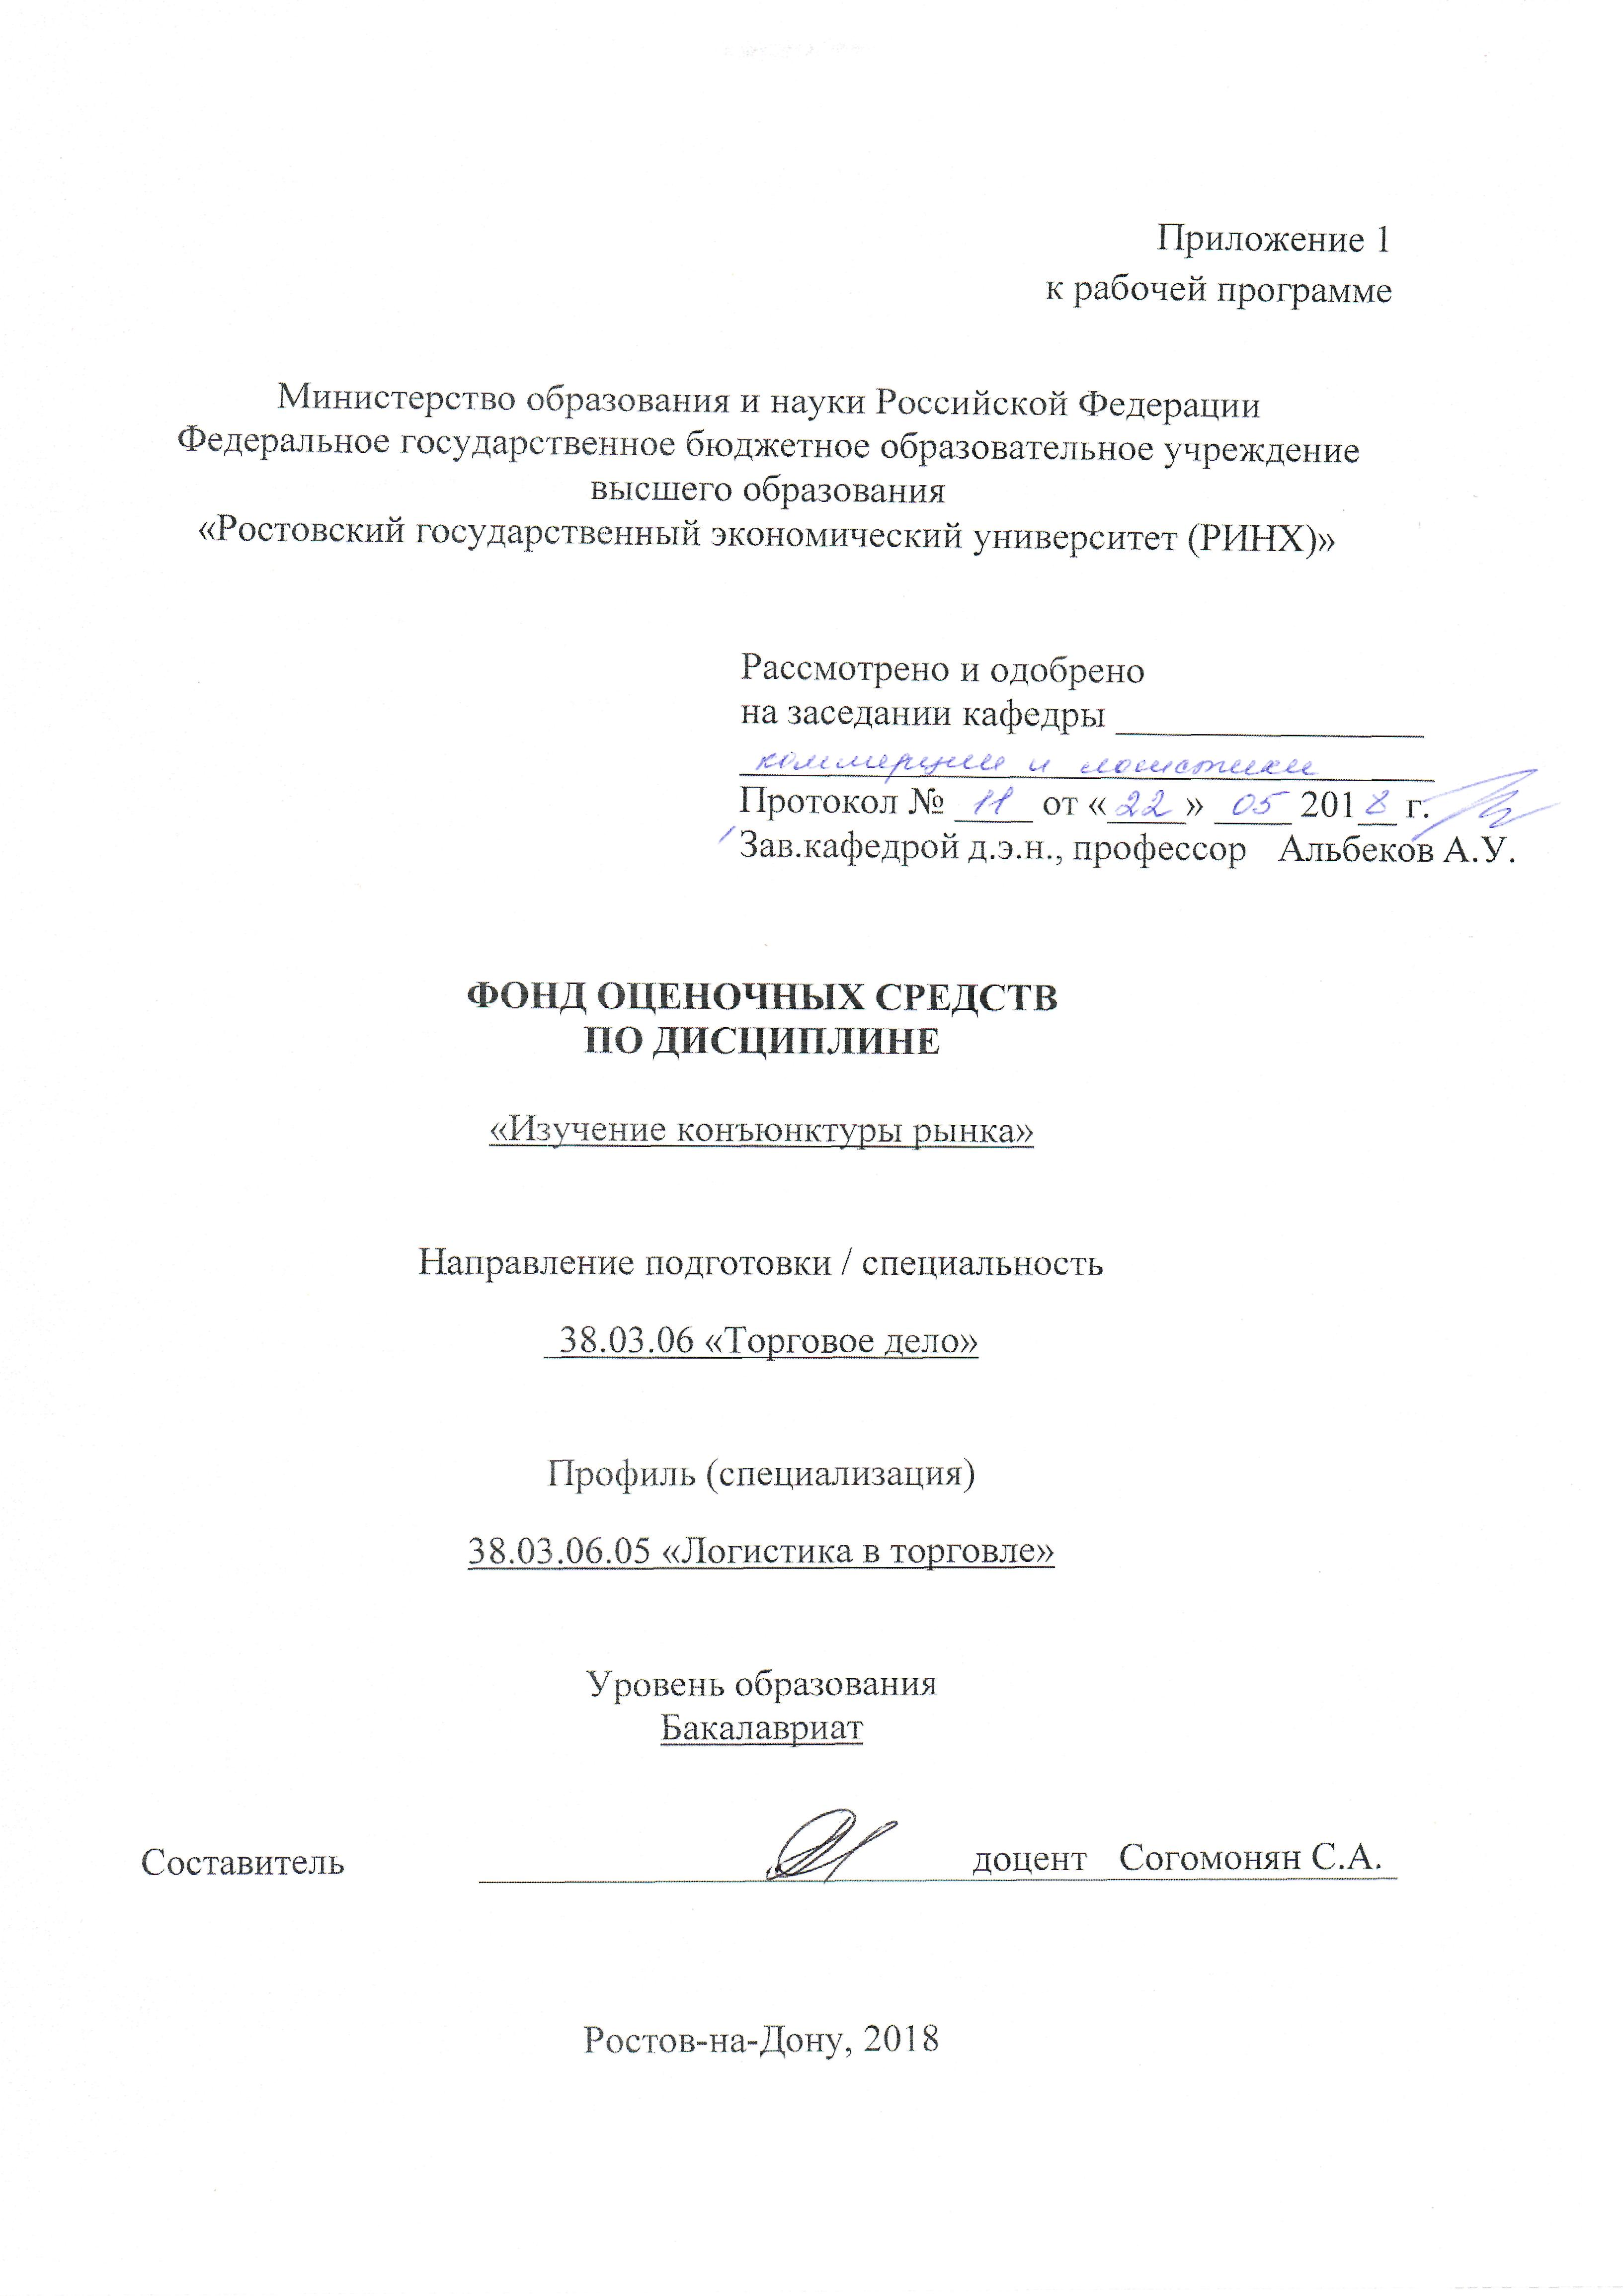 Приложение 1
к рабочей программе
Министерство образования и науки Российской Федерации
Федеральное государственное бюджетное образовательное учреждение
высшего образования
«Ростовский государственный экономический университет (РИНХ)»
Рассмотрено и одобрено
на заседании кафедры
коммерции и логистики
Протокол № 11 от «22» 05 2018 г.
Зав.кафедрой д.э.н., профессор Альбеков А.У.
ФОНД ОЦЕНОЧНЫХ СРЕДСТВ
ПО ДИСЦИПЛИНЕ
«Изучение конъюнктуры рынка»
Направление подготовки / специальность
38.03.06 «Торговое дело»
Профиль (специализация)
38.03.06.05 «Логистика в торговле»
Уровень образования
Бакалавриат
Составитель доцент Согомонян С.А.
Ростов-на-Дону, 2018